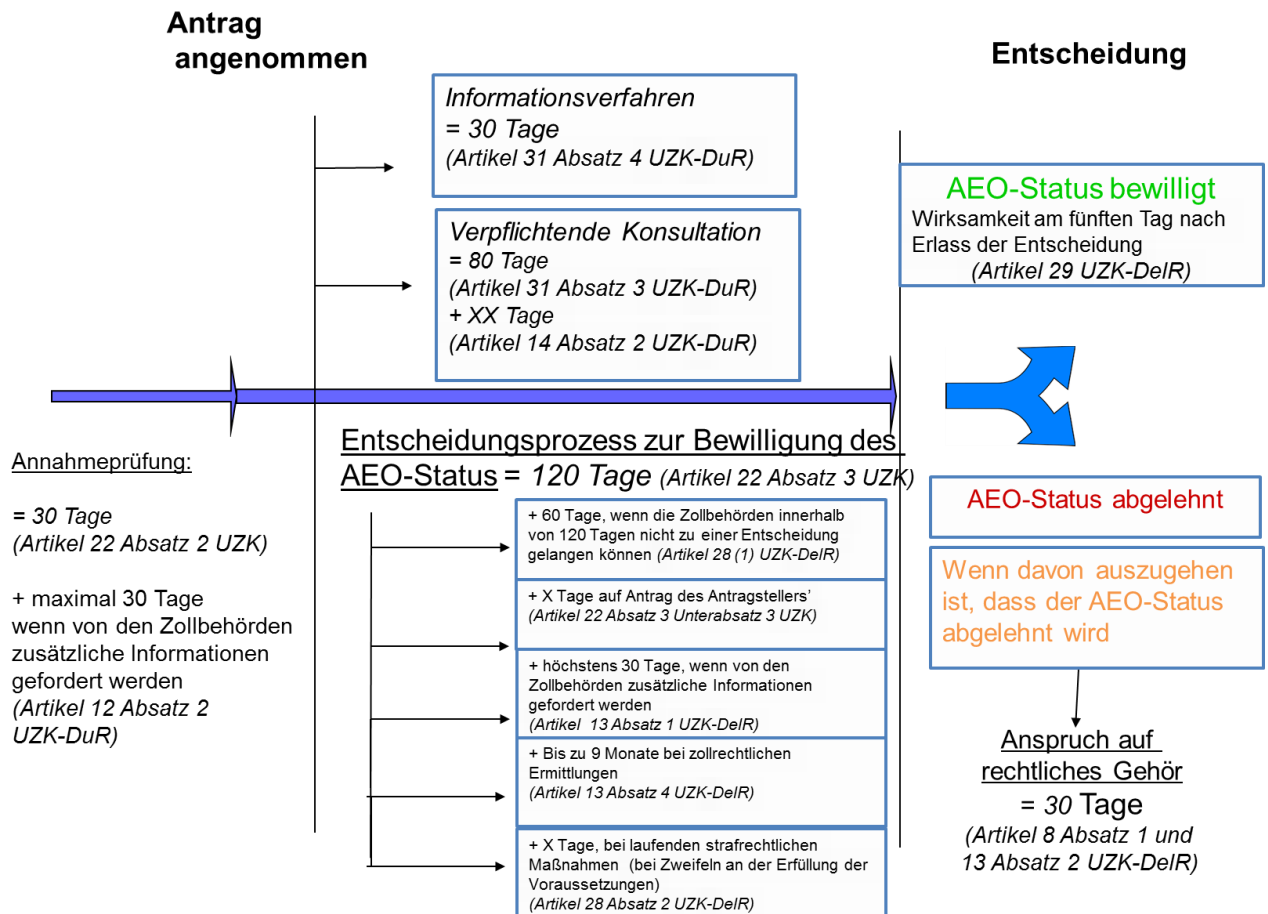 Antrag
angenommen
Entscheidung
Informationsverfahren
= 30 Tage
(Artikel 31 Absatz 4 UZK-DuR)
Verpflichtende Konsultation
= 80 Tage
(Artikel 31 Absatz 3 UZK-DuR)
+ XX Tage
(Artikel 14 Absatz 2 UZK-DuR)
AEO-Status bewilligt
Wirksamkeit am fünften Tag nach
Erlass der Entscheidung
(Artikel 29 UZK-DelR)
Annahmeprüfung:
= 30 Tage
(Artikel 22 Absatz 2 UZK)
+ maximal 30 Tage
wenn von den Zollbehörden
zusätzliche Informationen
gefordert werden
(Artikel 12 Absatz 2
UZK-DuR)
Entscheidungsprozess zur Bewilligung des
AEO-Status = 120 Tage (Artikel 22 Absatz 3 UZK)
+ 60 Tage, wenn die Zollbehörden innerhalb
von 120 Tagen nicht zu einer Entscheidung
gelangen können (Artikel 28 (1) UZK-DelR)
+ X Tage auf Antrag des Antragstellers’
(Artikel 22 Absatz 3 Unterabsatz 3 UZK)
+ höchstens 30 Tage, wenn von den
Zollbehörden zusätzliche Informationen
gefordert werden
(Artikel 13 Absatz 1 UZK-DelR)
+ Bis zu 9 Monate bei zollrechtlichen
Ermittlungen
(Artikel 13 Absatz 4 UZK-DelR)
+ X Tage, bei laufenden strafrechtlichen
Maßnahmen (bei Zweifeln an der Erfüllung der
Voraussetzungen)
(Artikel 28 Absatz 2 UZK-DelR)
AEO-Status abgelehnt
Wenn davon auszugehen
ist, dass der AEO-Status
abgelehnt wird
Anspruch auf
rechtliches Gehör
= 30 Tage
(Artikel 8 Absatz 1 und
13 Absatz 2 UZK-DelR)